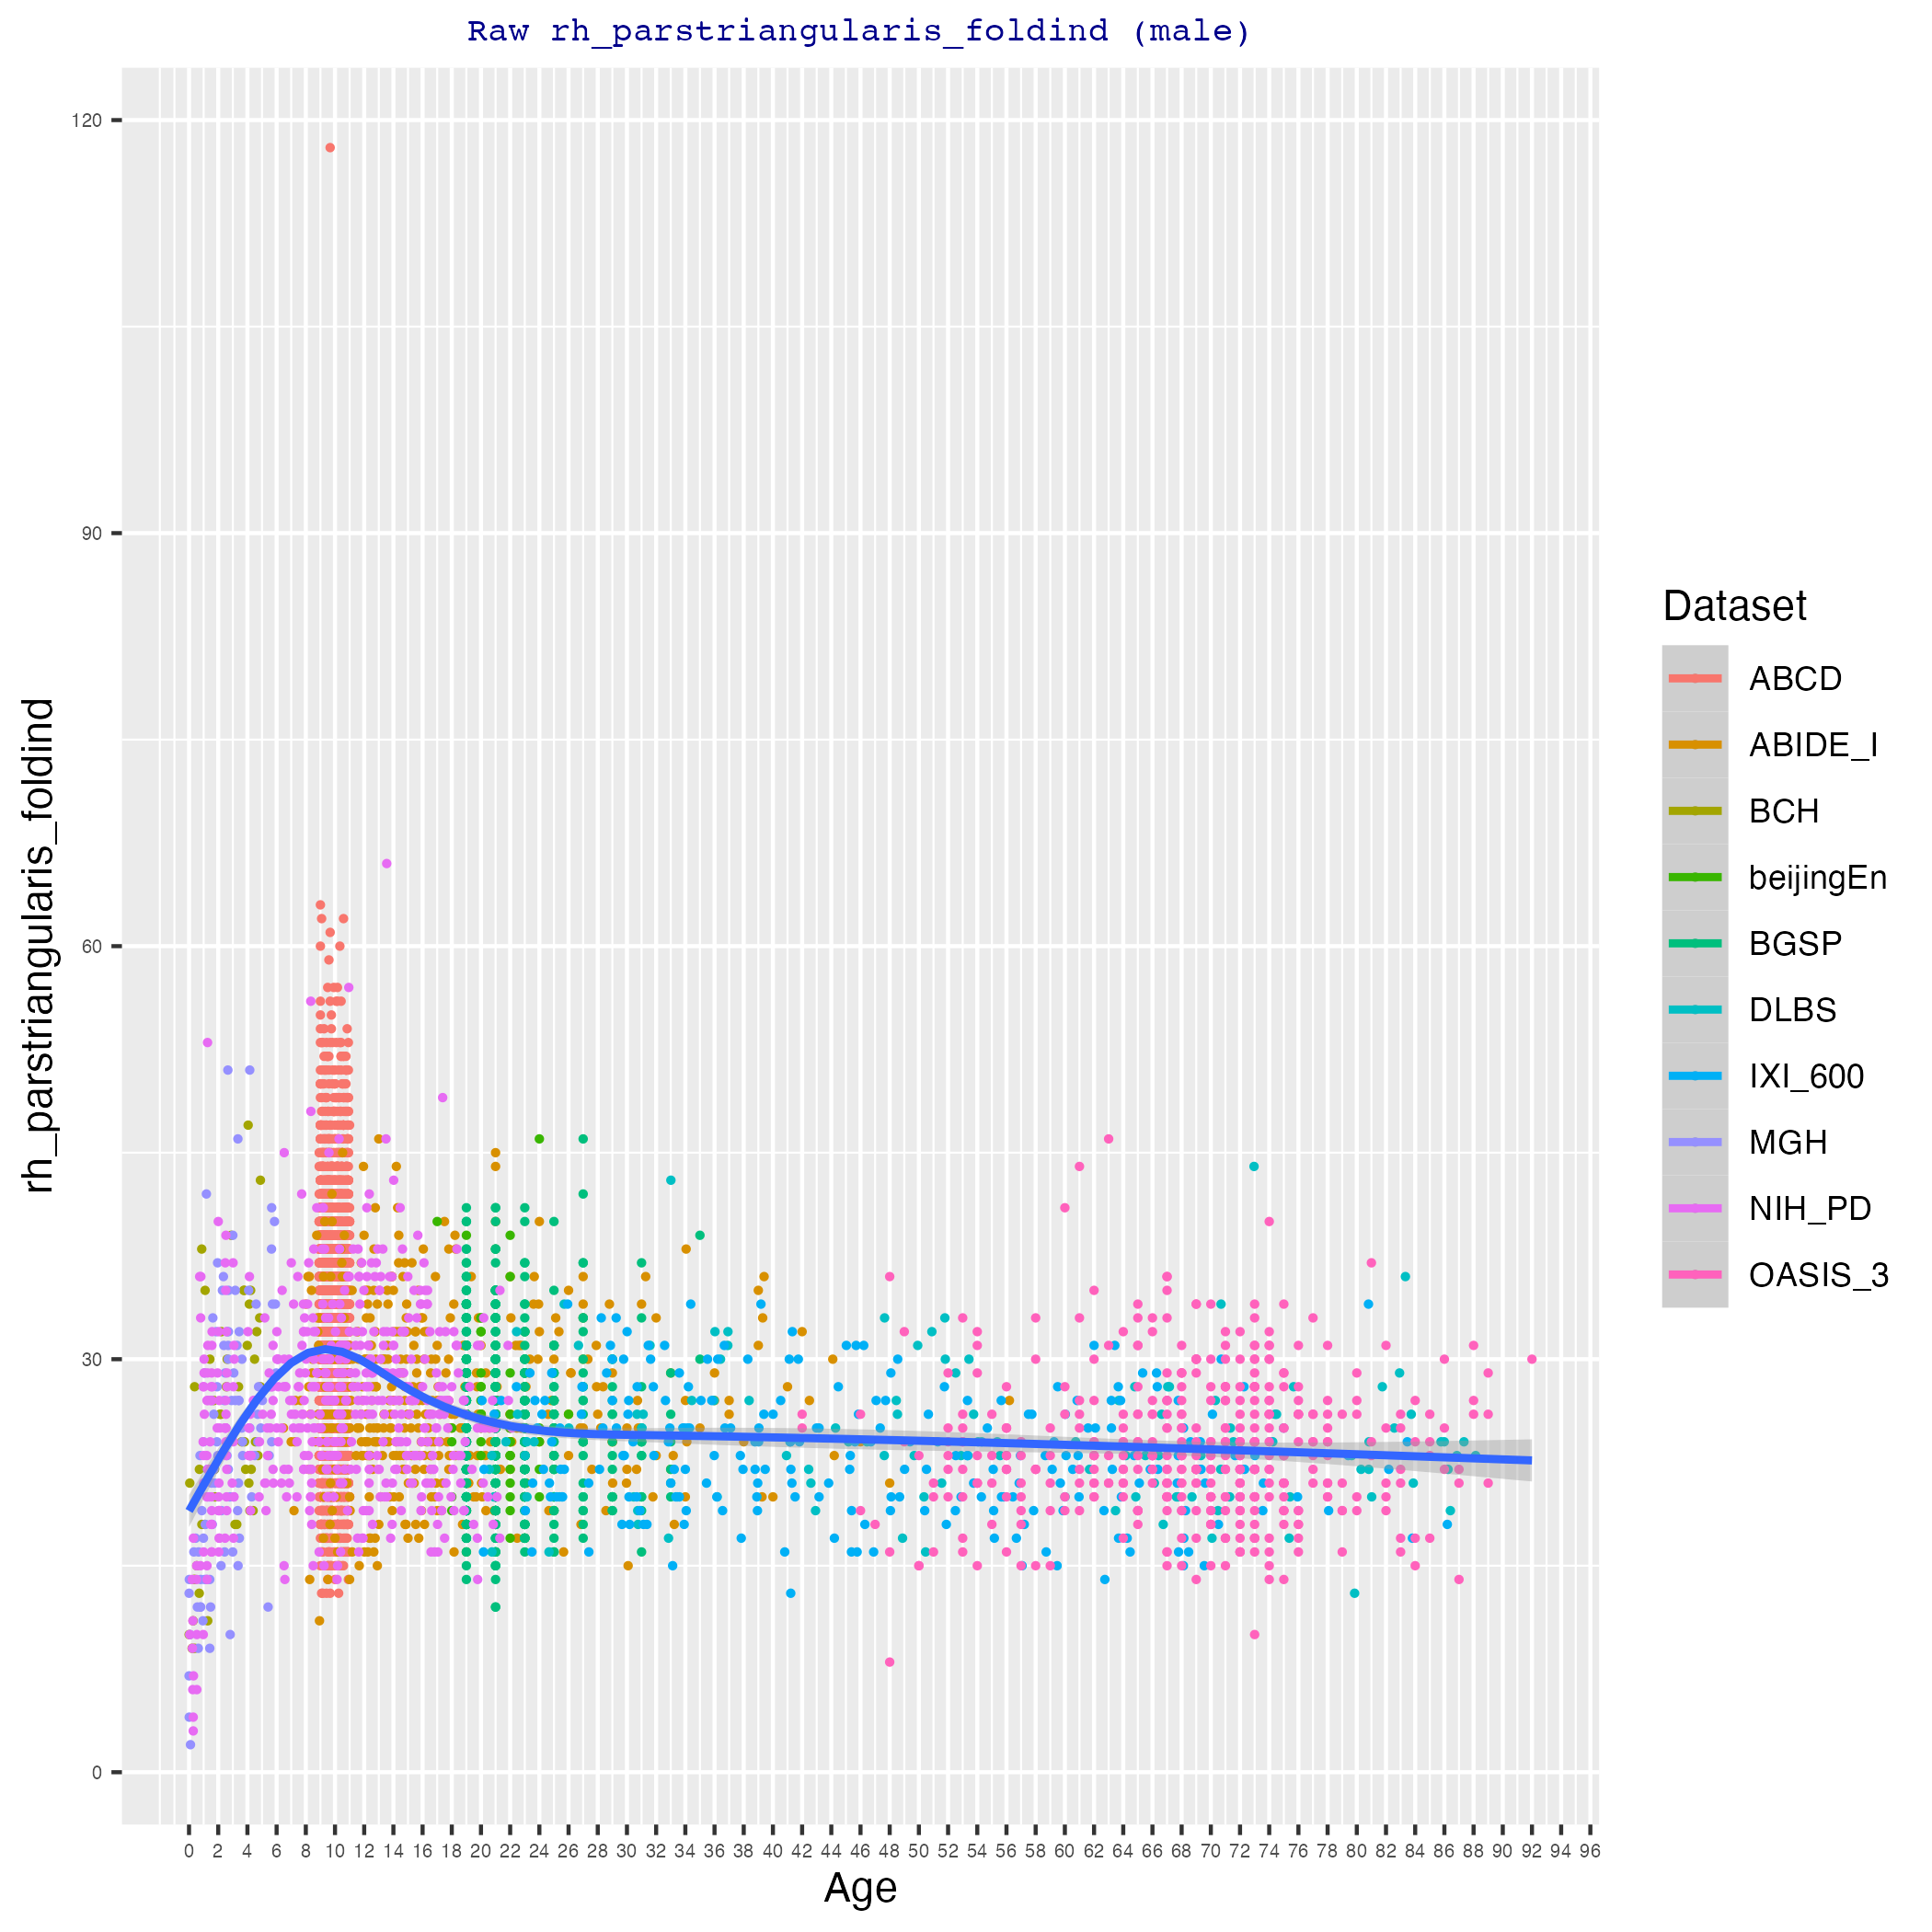 Raw rh_parstriangularis_foldind (male)
120
90
60
30
0
rh_parstriangularis_foldind
0 2 4 6 8 10 12 14 16 18 20 22 24 26 28 30 32 34 36 38 40 42 44 46 48 50 52 54 56 58 60 62 64 66 68 70 72 74 76 78 80 82 84 86 88 90 92 94 96
Age
Dataset
ABCD
ABIDE_I
BCH
beijingEn
BGSP
DLBS
IXI_600
MGH
NIH_PD
OASIS_3